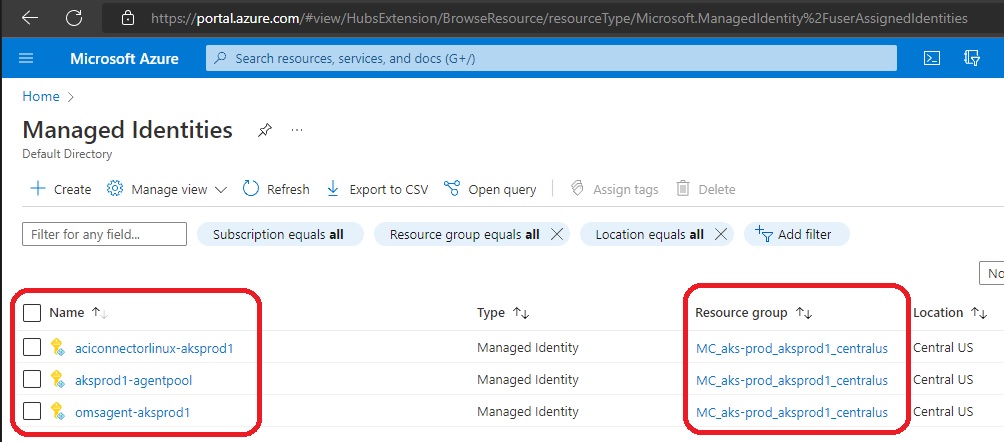 https://portal.azure.com/#view/HubsExtension/BrowseResource/resourceType/Microsoft.ManagedIdentity%2FuserAssignedIdentities
Microsoft Azure Search resources, services, and docs (G+/)
Home >
Managed Identities ...
Default Directory
Create Manage view Refresh Export to CSV Open query Assign tags Delete
Filter for any field... Subscription equals all Resource group equals all Location equals all Add filter
No
Name Type Resource group Location
aciconnectorlinux-aksprod1 Managed Identity MC_aks-prod_aksprod1_centralus Central US
aksprod1-agentpool Managed Identity MC_aks-prod_aksprod1_centralus Central US
omsagent-aksprod1 Managed Identity MC_aks-prod_aksprod1_centralus Central US